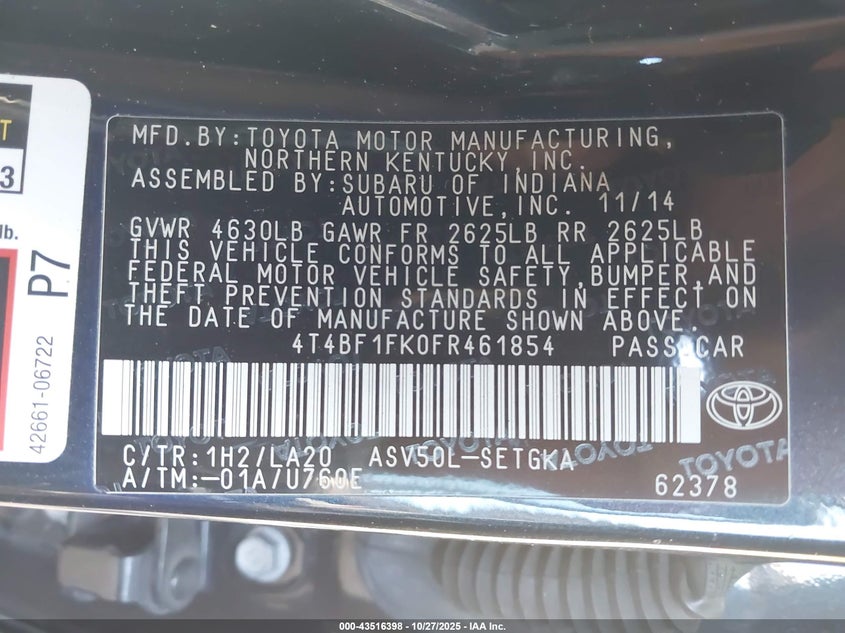 T
3
lb.
P7
42661-06722
MFD.BY:TOYOTA MOTOR MANUFACTURING,
NORTHERN KENTUCKY,INC.
ASSEMBLED BY:SUBARU OF INDIANA
AUTOMOTIVE,INC. 11/14
GVWR 4630LB GAWR FR 2625LB RR 2625LB
THIS VEHICLE CONFORMS TO ALL APPLICABLE
FEDERAL MOTOR VEHICLE SAFETY,BUMPER,AND
THEFT PREVENTION STANDARDS IN EFFECT ON
THE DATE OF MANUFACTURE SHOWN ABOVE.
4T4BF1FK0FR461854 PASS.CAR
TOYOTA
C/TR:1H2/LA20 ASV50L-SETGKA
A/TM:-01A/U760E 62378
000-43516398 - 10/27/2025 - IAA Inc.